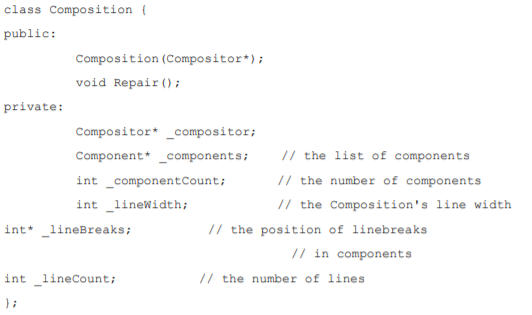 class Composition {
public:
Composition(Compositor*);
void Repair();
private:
Compositor* _compositor;
Component* _components; // the list of components
int _componentCount; // the number of components
int _lineWidth; // the Composition's line width
int* _lineBreaks; // the position of linebreaks
// in components
int _lineCount; // the number of lines
};